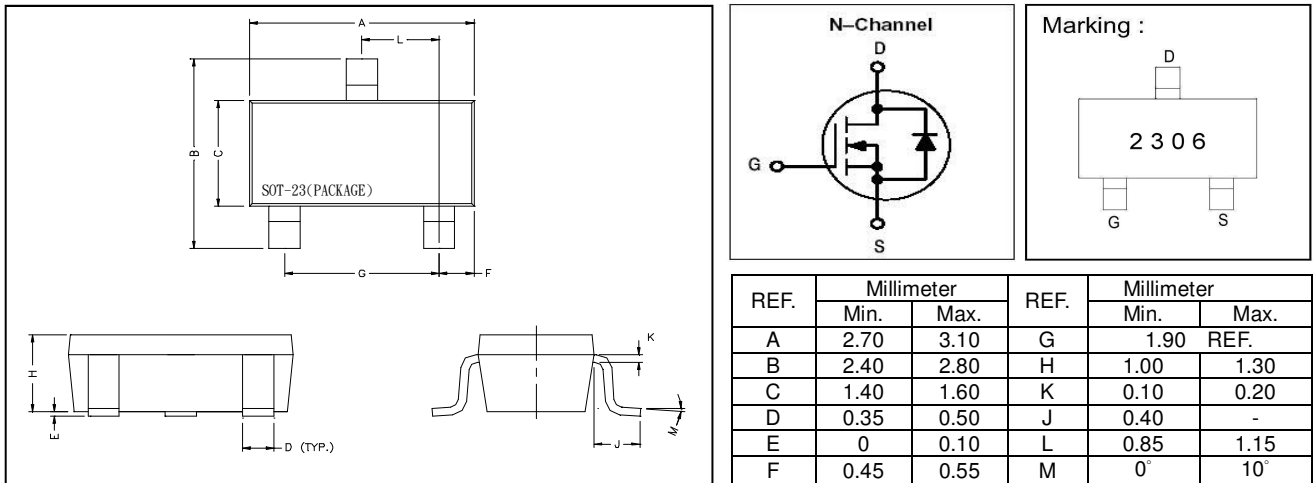 A
L
B
C
SOT-23(PACKAGE)
G
F
H
E
D (TYP.)
K
J
M
N–Channel
D
G
S
Marking :
D
2306
G
S
REF. Millimeter REF. Millimeter
Min. Max. Min. Max.
A 2.70 3.10 G 1.90 REF.
B 2.40 2.80 H 1.00 1.30
C 1.40 1.60 K 0.10 0.20
D 0.35 0.50 J 0.40 -
E 0 0.10 L 0.85 1.15
F 0.45 0.55 M 0° 10°